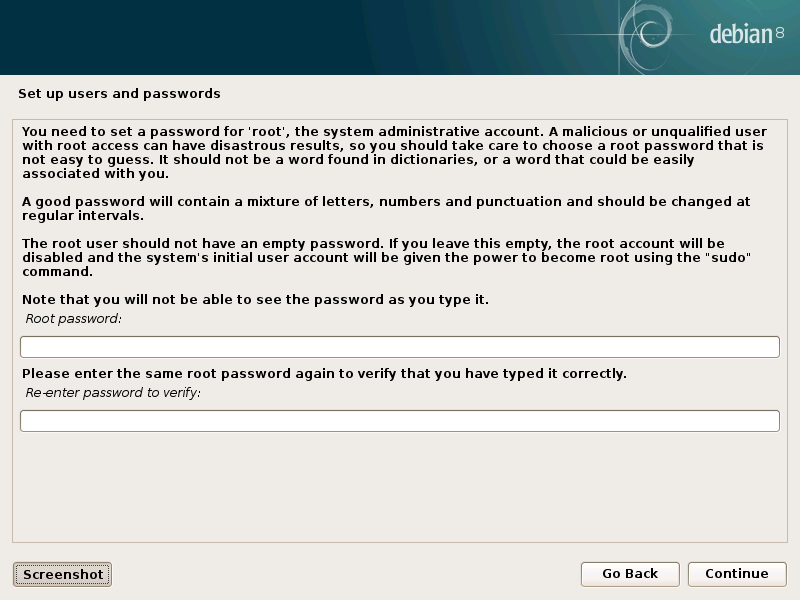 debian 8
Set up users and passwords
You need to set a password for 'root', the system administrative account. A malicious or unqualified user
with root access can have disastrous results, so you should take care to choose a root password that is
not easy to guess. It should not be a word found in dictionaries, or a word that could be easily
associated with you.
A good password will contain a mixture of letters, numbers and punctuation and should be changed at
regular intervals.
The root user should not have an empty password. If you leave this empty, the root account will be
disabled and the system's initial user account will be given the power to become root using the "sudo"
command.
Note that you will not be able to see the password as you type it.
Root password:
Please enter the same root password again to verify that you have typed it correctly.
Re-enter password to verify:
Screenshot
Go Back
Continue